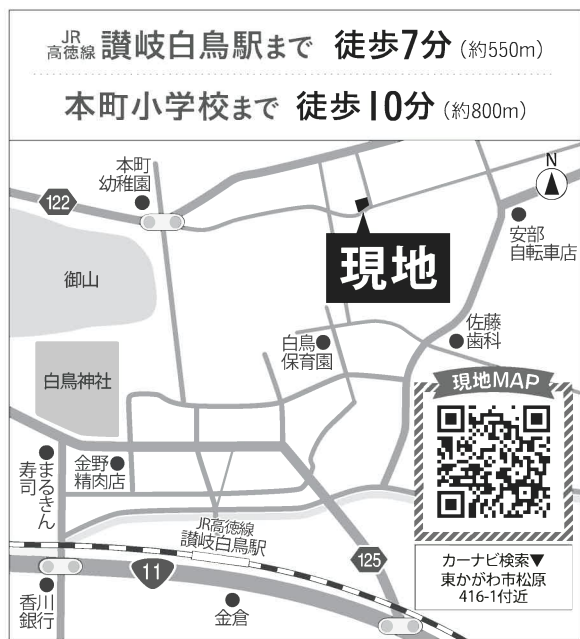 JR
高徳線 讃岐白鳥駅まで 徒歩7分(約550m)
本町小学校まで 徒歩10分(約800m)
本町
幼稚園
122
N
安部
自転車店
御山
現地
白鳥
保育園
佐藤
歯科
白鳥神社
現地MAP
まるきん
寿司
金野
精肉店
JR高徳線
讃岐白鳥駅
11
125
カーナビ検索▼
東かがわ市松原
416-1付近
香川
銀行
金倉